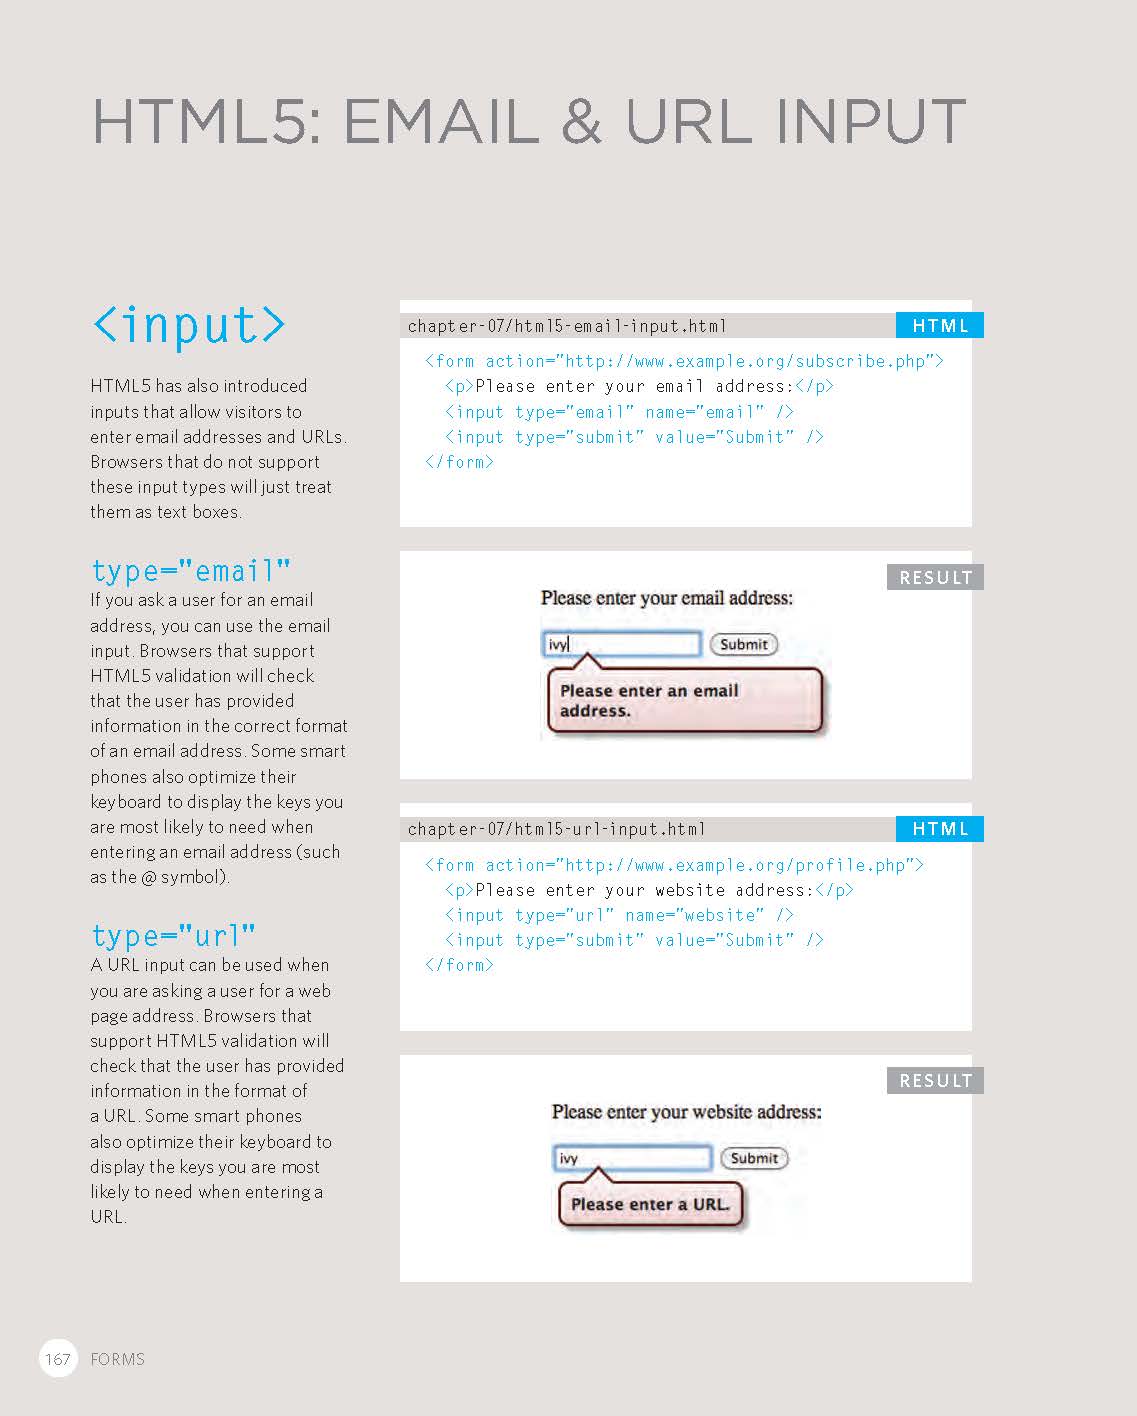 HTML5: EMAIL & URL INPUT
<input>
HTML5 has also introduced
inputs that allow visitors to
enter email addresses and URLs.
Browsers that do not support
these input types will just treat
them as text boxes.
type="email"
If you ask a user for an email
address, you can use the email
input. Browsers that support
HTML5 validation will check
that the user has provided
information in the correct format
of an email address. Some smart
phones also optimize their
keyboard to display the keys you
are most likely to need when
entering an email address (such
as the @ symbol).
type="url"
A URL input can be used when
you are asking a user for a web
page address. Browsers that
support HTML5 validation will
check that the user has provided
information in the format of
a URL. Some smart phones
also optimize their keyboard to
display the keys you are most
likely to need when entering a
URL.
chapter-07/html5-email-input.html HTML
<form action="http://www.example.org/subscribe.php">
<p>Please enter your email address:</p>
<input type="email" name="email" />
<input type="submit" value="Submit" />
</form>
RESULT
Please enter your email address:
ivy Submit
Please enter an email
address.
chapter-07/html5-url-input.html HTML
<form action="http://www.example.org/profile.php">
<p>Please enter your website address:</p>
<input type="url" name="website" />
<input type="submit" value="Submit" />
</form>
RESULT
Please enter your website address:
ivy Submit
Please enter a URL.
167 FORMS